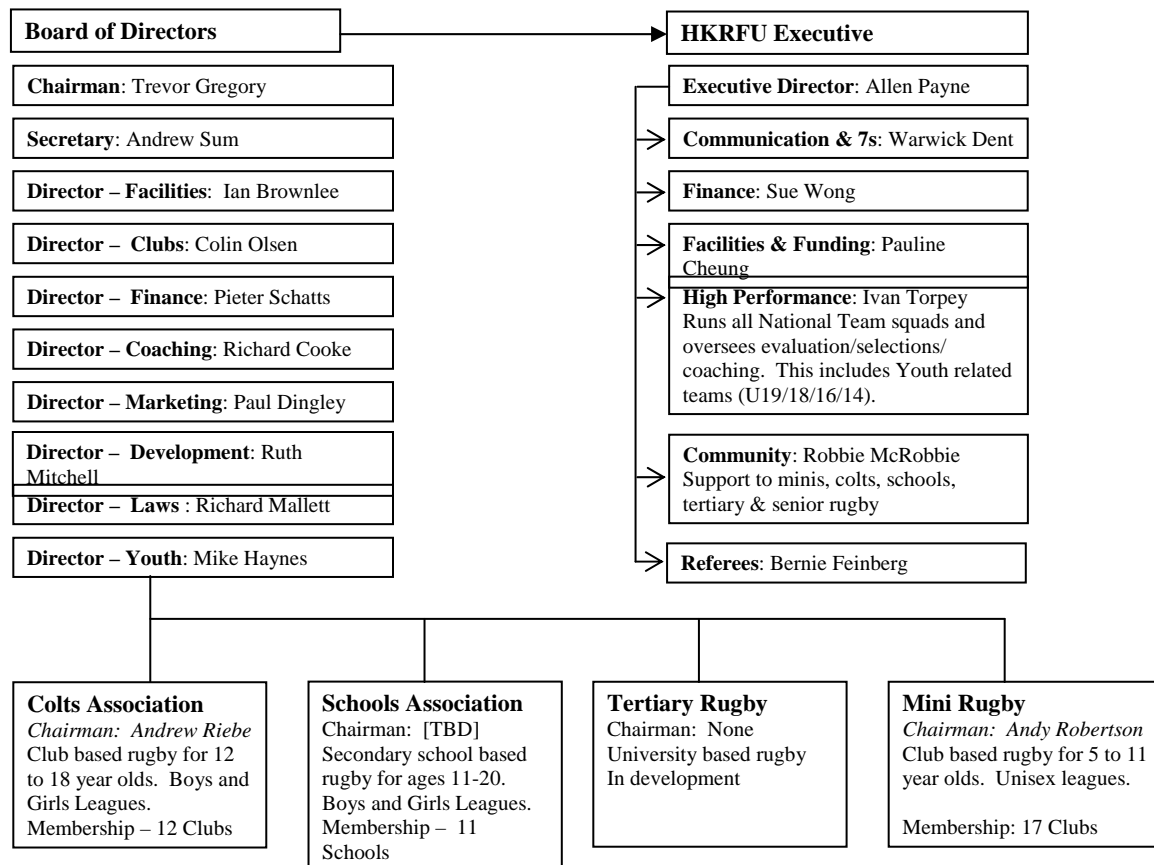 Board of Directors
Chairman: Trevor Gregory
Secretary: Andrew Sum
Director – Facilities:  Ian Brownlee
Director –  Clubs: Colin Olsen
Director –  Finance: Pieter Schatts
Director –  Coaching: Richard Cooke
Director – Marketing: Paul Dingley
Director –  Development: Ruth
Mitchell
Director –  Laws : Richard Mallett
Director – Youth: Mike Haynes
HKRFU Executive
Executive Director: Allen Payne
Communication & 7s: Warwick Dent
Finance: Sue Wong
Facilities & Funding: Pauline
Cheung
High Performance: Ivan Torpey
Runs all National Team squads and
oversees evaluation/selections/
coaching.  This includes Youth related
teams (U19/18/16/14).
Community: Robbie McRobbie
Support to minis, colts, schools,
tertiary & senior rugby
Referees: Bernie Feinberg
Colts Association
Chairman:  Andrew Riebe
Club based rugby for 12
to 18 year olds.  Boys and
Girls Leagues.
Membership – 12 Clubs
Schools Association
Chairman:  [TBD]
Secondary school based
rugby for ages 11-20.
Boys and Girls Leagues.
Membership –  11
Schools
Tertiary Rugby
Chairman:  None
University based rugby
In development
Mini Rugby
Chairman:  Andy Robertson
Club based rugby for 5 to 11
year olds.  Unisex leagues.
Membership: 17 Clubs